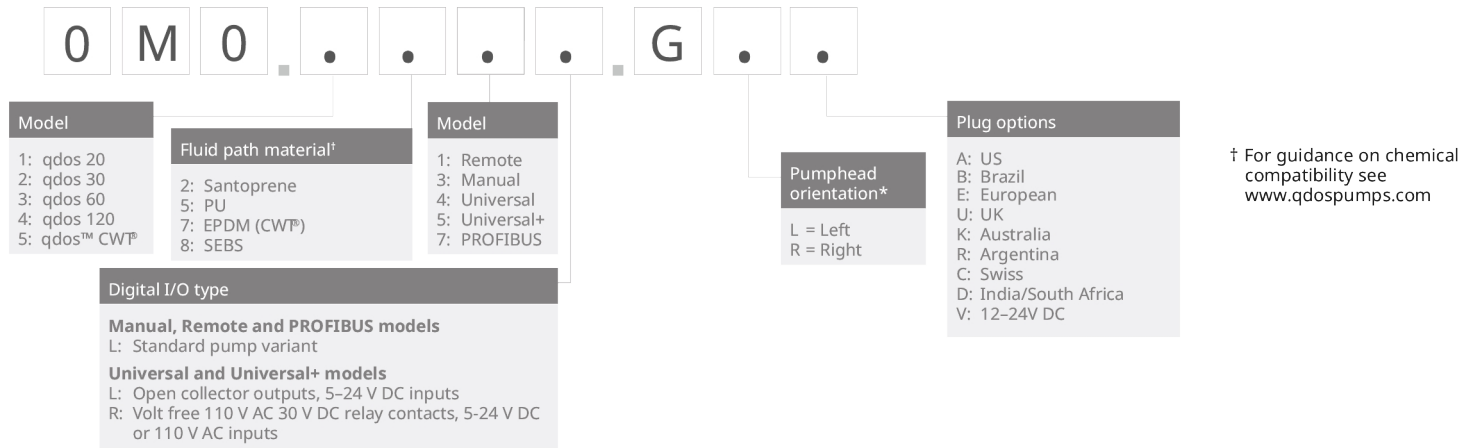 0 M 0 . . . . . . G . .
Model
1: qdos 20
2: qdos 30
3: qdos 60
4: qdos 120
5: qdos™ CWT®
Fluid path material†
2: Santoprene
5: PU
7: EPDM (CWT®)
8: SEBS
Model
1: Remote
3: Manual
4: Universal
5: Universal+
7: PROFIBUS
Digital I/O type
Manual, Remote and PROFIBUS models
L: Standard pump variant
Universal and Universal+ models
L: Open collector outputs, 5–24 V DC inputs
R: Volt free 110 V AC 30 V DC relay contacts, 5-24 V DC
or 110 V AC inputs
Pumphead
orientation*
L = Left
R = Right
Plug options
A: US
B: Brazil
E: European
U: UK
K: Australia
R: Argentina
C: Swiss
D: India/South Africa
V: 12–24V DC
† For guidance on chemical
compatibility see
www.qdospumps.com